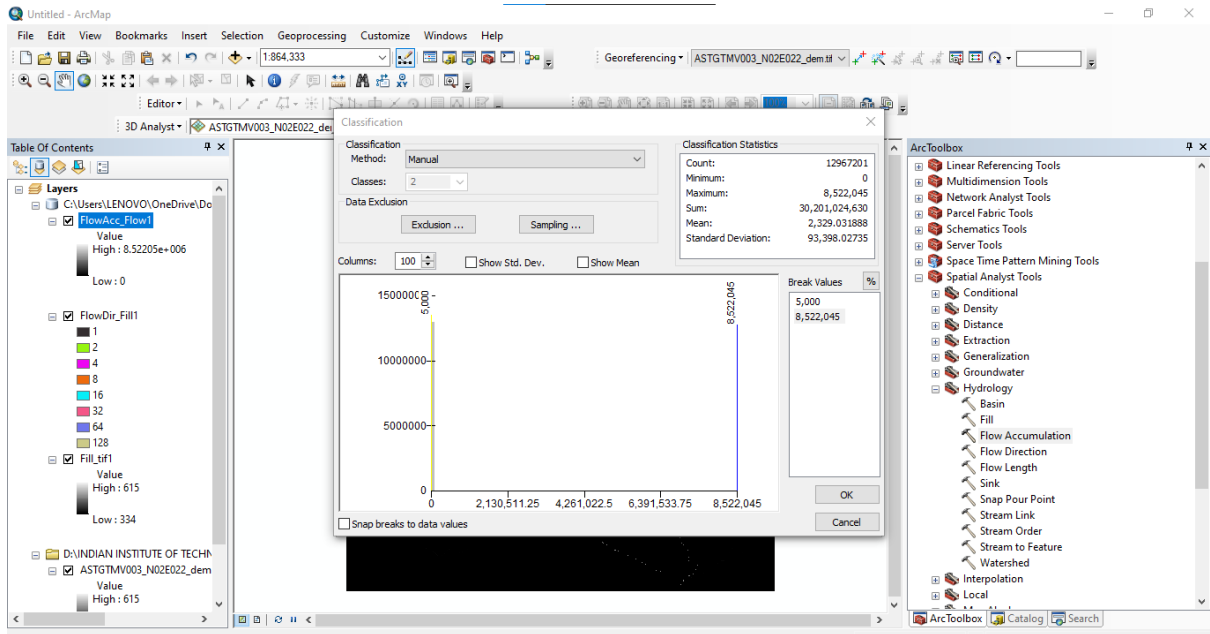 Untitled - ArcMap
File Edit View Bookmarks Insert Selection Geoprocessing Customize Windows Help
1:864,333
Georeferencing ASTGTMV003_N02E022_dem.tif
Editor
3D Analyst ASTGTMV003_N02E022_de
Table Of Contents
Layers
C:\Users\LENOVO\OneDrive\Do
FlowAcc_Flow1
Value
High : 8.52205e+006
Low : 0
FlowDir_Fill1
1
2
4
8
16
32
64
128
Fill_tif1
Value
High : 615
Low : 334
D:\INDIAN INSTITUTE OF TECHN
ASTGTMV003_N02E022_dem
Value
High : 615
Classification
Classification
Method: Manual
Classes: 2
Data Exclusion
Exclusion ... Sampling ...
Classification Statistics
Count: 12967201
Minimum: 0
Maximum: 8,522,045
Sum: 30,201,024,630
Mean: 2,329.031888
Standard Deviation: 93,398.02735
Columns: 100 Show Std. Dev. Show Mean
Break Values %
5,000
8,522,045
5,000
8,522,045
10000000
5000000
0
0 2,130,511.25 4,261,022.5 6,391,533.75 8,522,045
Snap breaks to data values
OK
Cancel
ArcToolbox
Linear Referencing Tools
Multidimension Tools
Network Analyst Tools
Parcel Fabric Tools
Schematics Tools
Server Tools
Space Time Pattern Mining Tools
Spatial Analyst Tools
Conditional
Density
Distance
Extraction
Generalization
Groundwater
Hydrology
Basin
Fill
Flow Accumulation
Flow Direction
Flow Length
Sink
Snap Pour Point
Stream Link
Stream Order
Stream to Feature
Watershed
Interpolation
Local
ArcToolbox Catalog Search